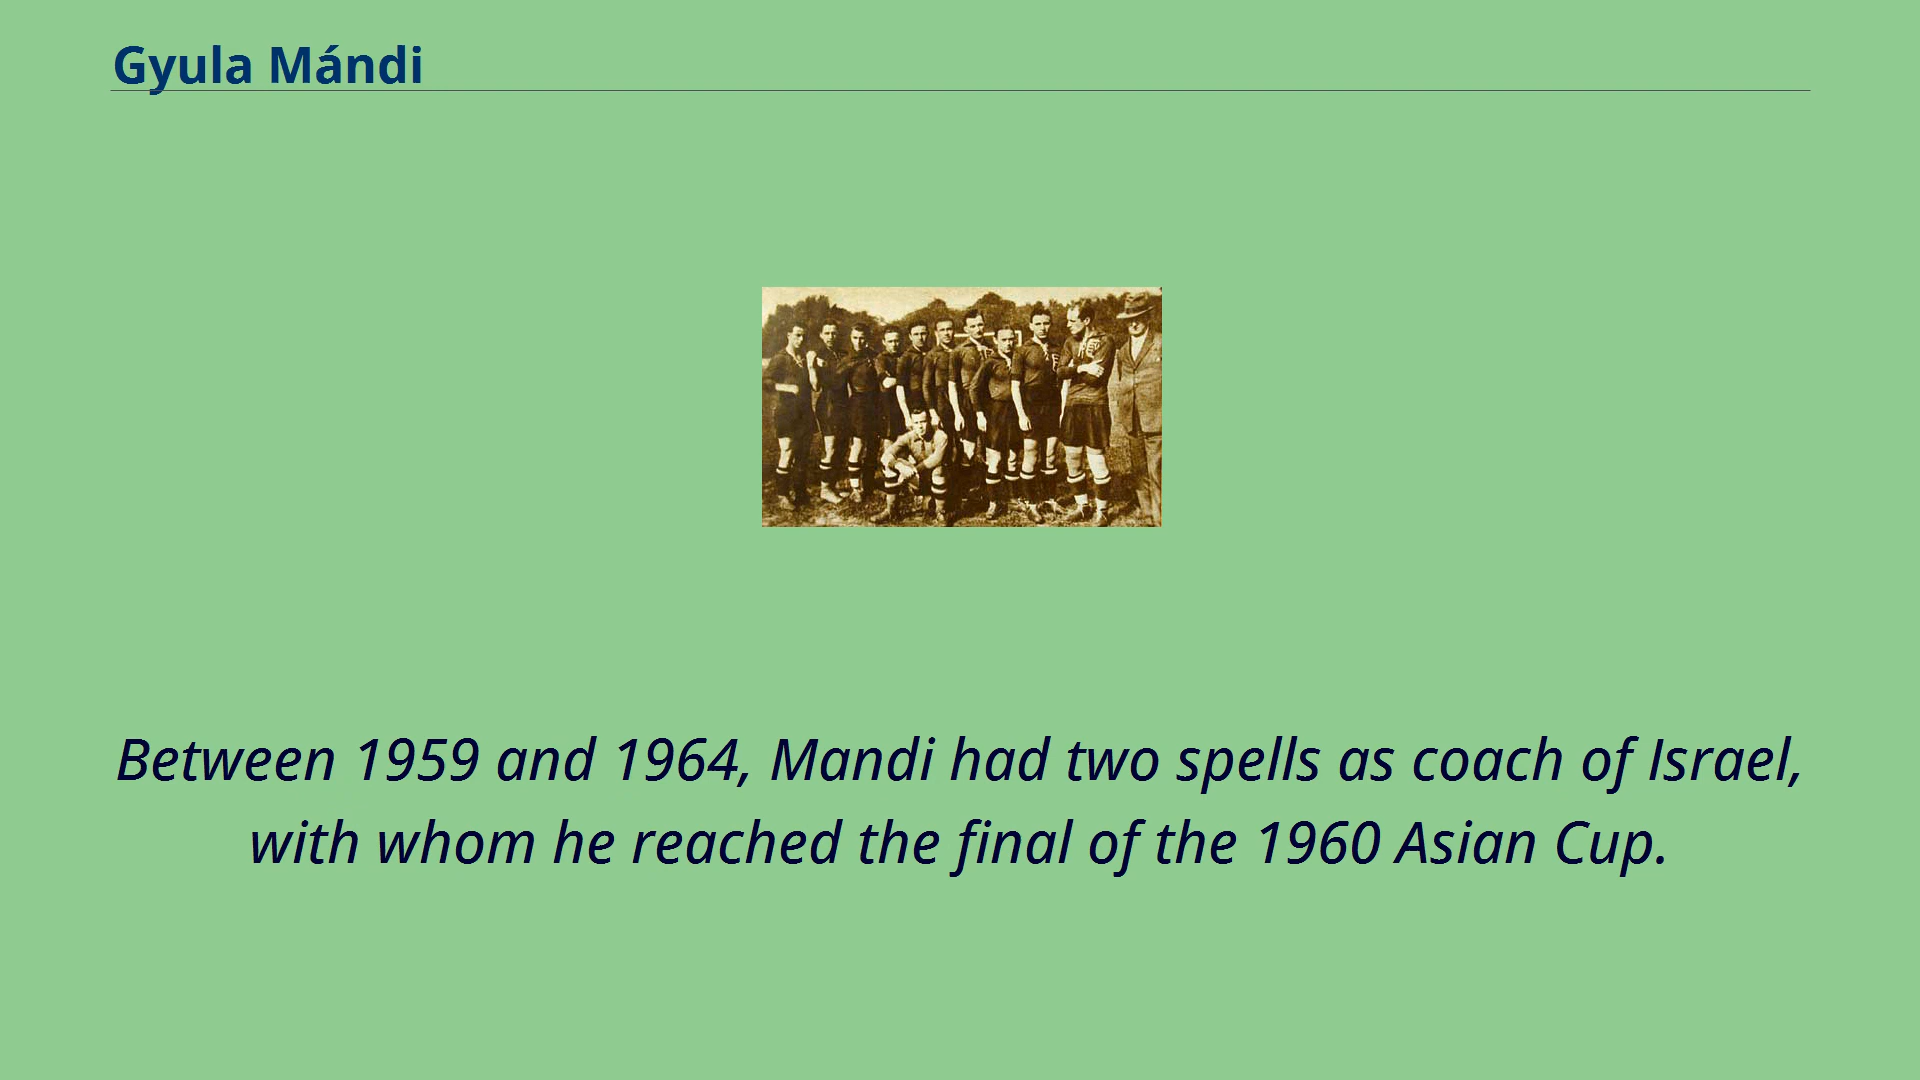 Gyula Mándi
Between 1959 and 1964, Mandi had two spells as coach of Israel,
with whom he reached the final of the 1960 Asian Cup.